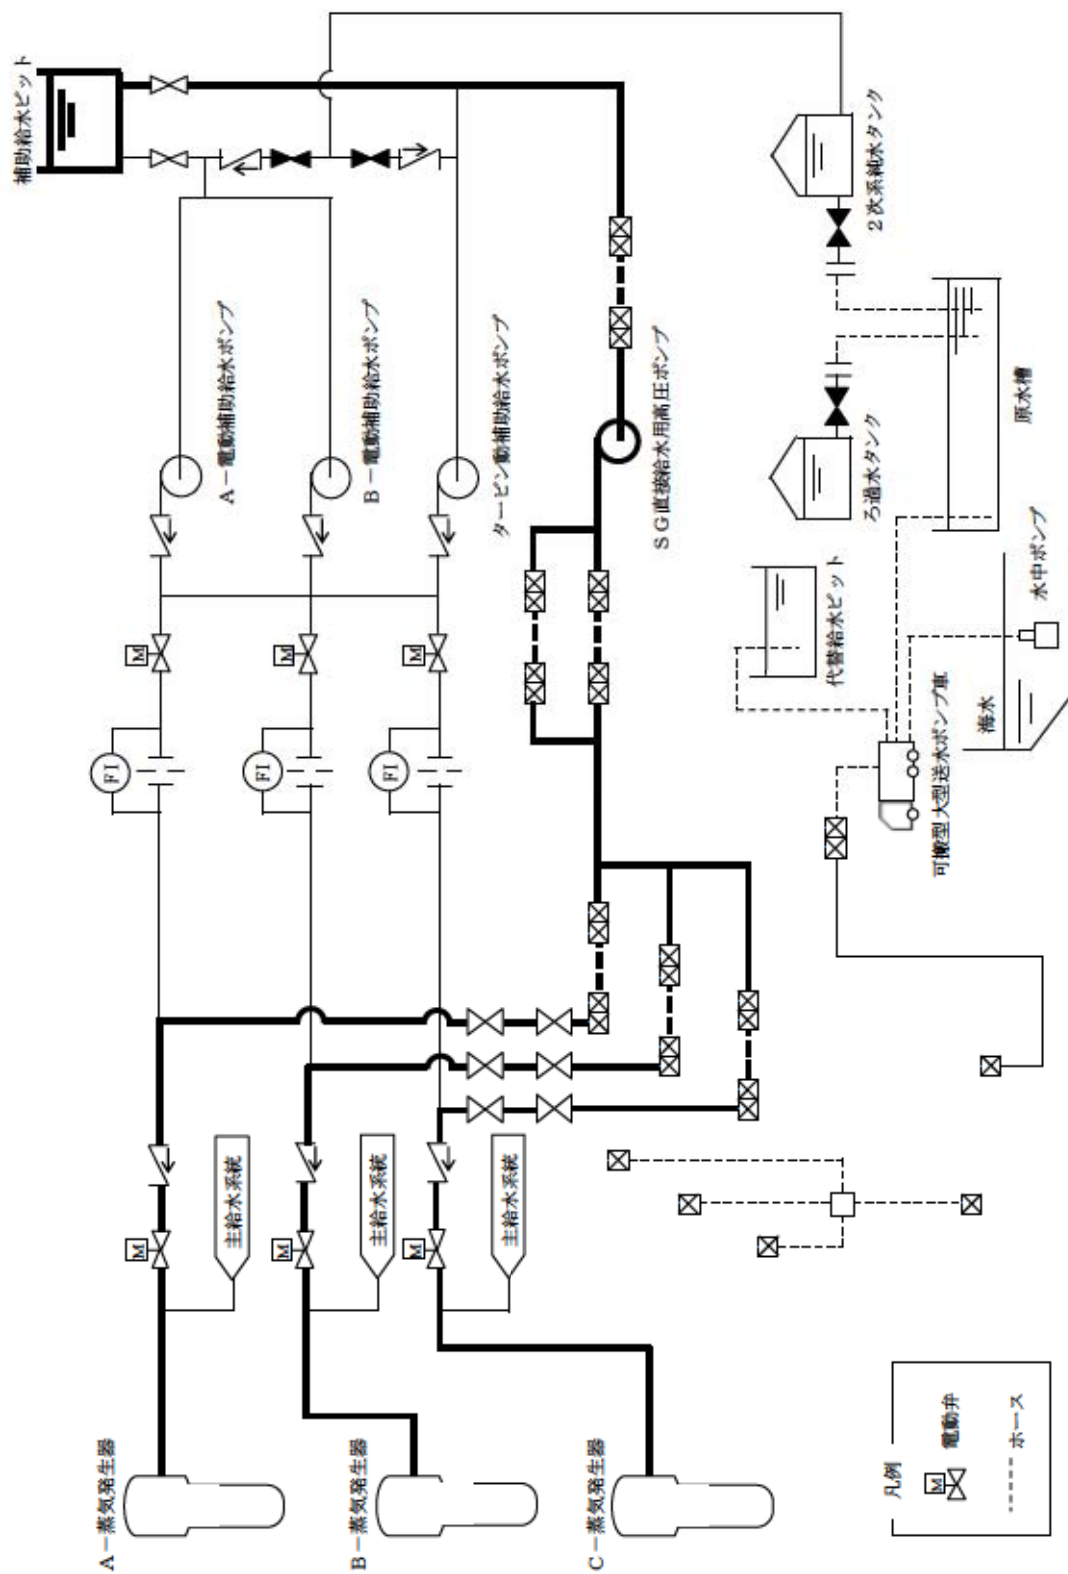 補助給水ピット
A－電動補助給水ポンプ
B－電動補助給水ポンプ
タービン動補助給水ポンプ
SG直接給水用高圧ポンプ
2次系純水タンク
ろ過水タンク
原水槽
代替給水ピット
水中ポンプ
海水
可搬型大型送水ポンプ車
M
M
M
FI
FI
FI
主給水系統
主給水系統
主給水系統
M
M
M
A－蒸気発生器
B－蒸気発生器
C－蒸気発生器
凡例
M
電動弁
ホース